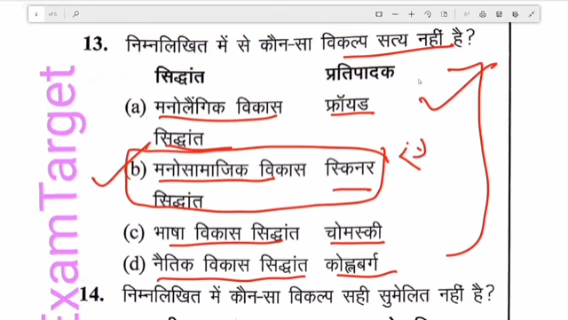 13. निम्नलिखित में से कौन-सा विकल्प सत्य नहीं है?
सिद्धांत प्रतिपादक
(a) मनोलैंगिक विकास फ्रॉयड
सिद्धांत
(b) मनोसामाजिक विकास स्किनर
सिद्धांत
(c) भाषा विकास सिद्धांत चोमस्की
(d) नैतिक विकास सिद्धांत कोह्लबर्ग
14. निम्नलिखित में कौन-सा विकल्प सही सुमेलित नहीं है?
ExamTarget